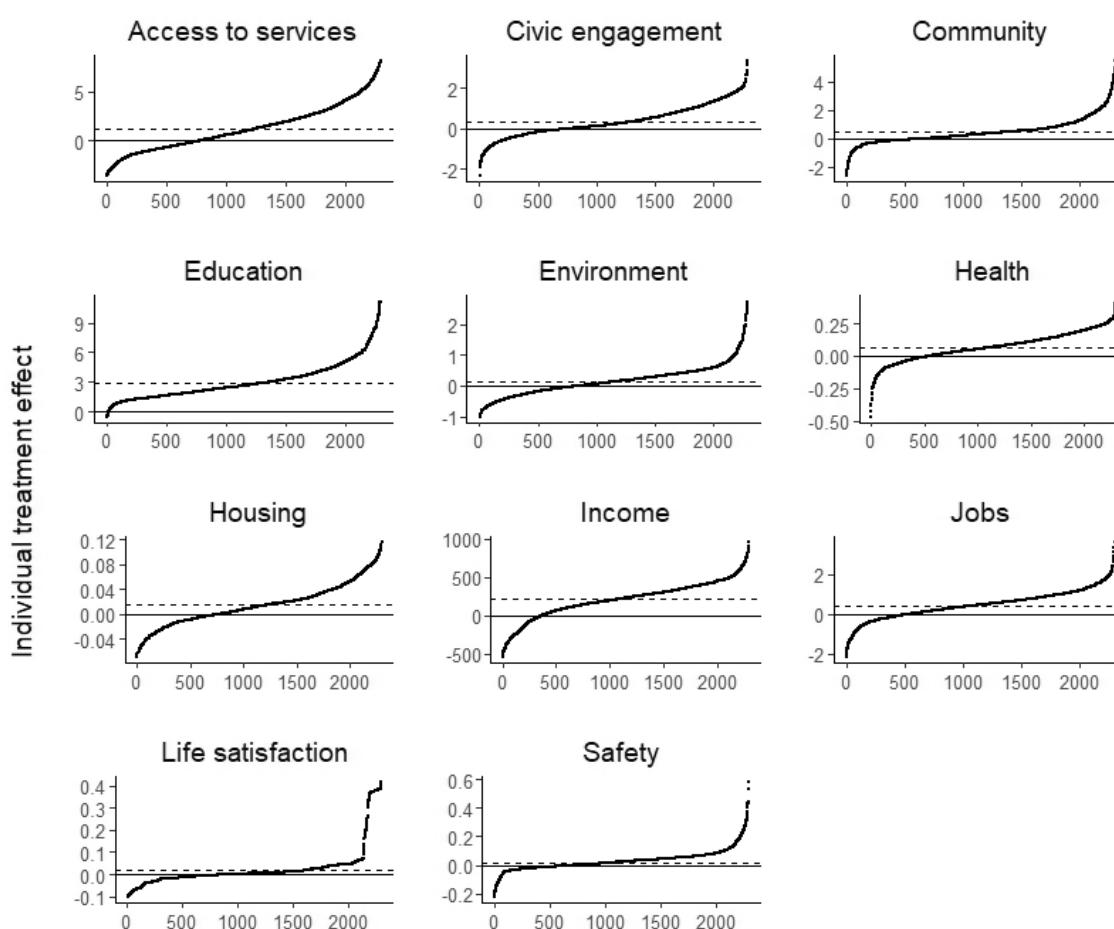 Individual treatment effect
Access to services
5
0
0 500 1000 1500 2000
Civic engagement
2
0
-2
0 500 1000 1500 2000
Community
4
2
0
-2
0 500 1000 1500 2000
Education
9
6
3
0
0 500 1000 1500 2000
Environment
2
1
0
-1
0 500 1000 1500 2000
Health
0.25
0.00
-0.25
-0.50
0 500 1000 1500 2000
Housing
0.12
0.08
0.04
0.00
-0.04
0 500 1000 1500 2000
Income
1000
500
0
-500
0 500 1000 1500 2000
Jobs
2
0
-2
0 500 1000 1500 2000
Life satisfaction
0.4
0.3
0.2
0.1
0.0
-0.1
0 500 1000 1500 2000
Safety
0.6
0.4
0.2
0.0
-0.2
0 500 1000 1500 2000